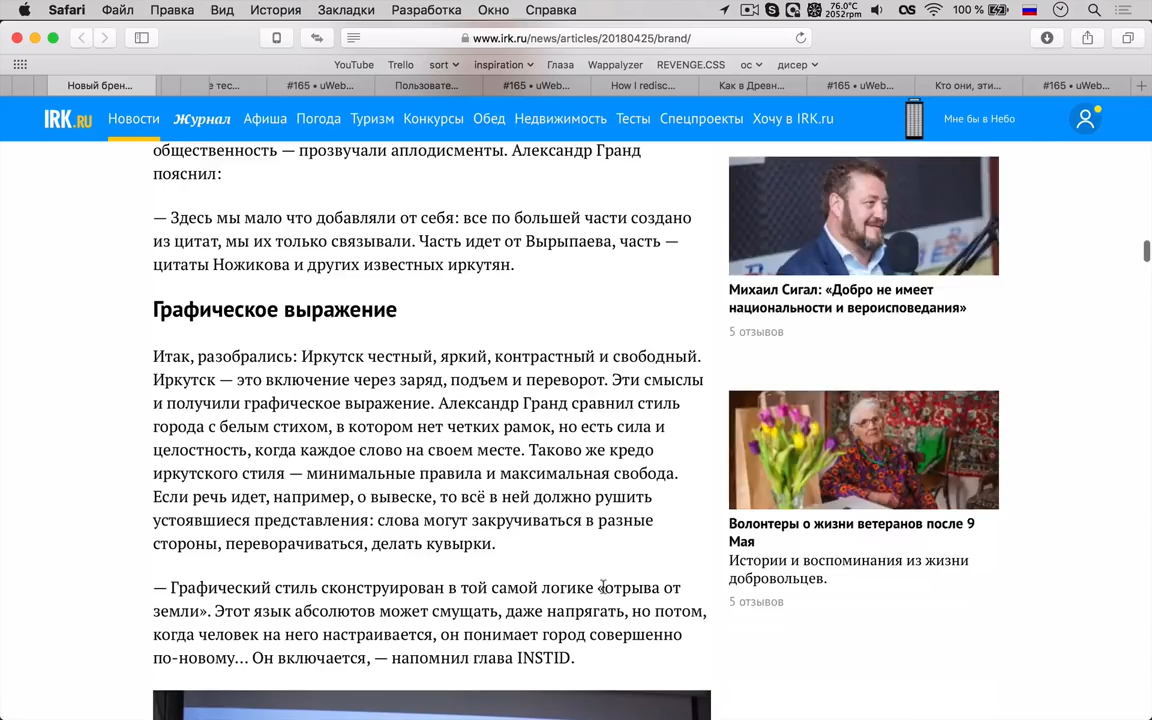 Safari Файл Правка Вид История Закладки Разработка Окно Справка 76.0°C 2052rpm 100 %
www.irk.ru/news/articles/20180425/brand/
YouTube Trello sort inspiration Глаза Wappalyzer REVENGE.CSS ос дисер
Новый брен... е тес... #165 • uWeb... Пользовате... #165 • uWeb... How I redisc... Как в Древн... #165 • uWeb... Кто они, эти... #165 • uWeb...
IRK.RU Новости Журнал Афиша Погода Туризм Конкурсы Обед Недвижимость Тесты Спецпроекты Хочу в IRK.ru Мне бы в Небо
общественность — прозвучали аплодисменты. Александр Гранд
пояснил:
— Здесь мы мало что добавляли от себя: все по большей части создано
из цитат, мы их только связывали. Часть идет от Вырыпаева, часть —
цитаты Ножикова и других известных иркутян.
Графическое выражение
Итак, разобрались: Иркутск честный, яркий, контрастный и свободный.
Иркутск — это включение через заряд, подъем и переворот. Эти смыслы
и получили графическое выражение. Александр Гранд сравнил стиль
города с белым стихом, в котором нет четких рамок, но есть сила и
целостность, когда каждое слово на своем месте. Таково же кредо
иркутского стиля — минимальные правила и максимальная свобода.
Если речь идет, например, о вывеске, то всё в ней должно рушить
устоявшиеся представления: слова могут закручиваться в разные
стороны, переворачиваться, делать кувырки.
— Графический стиль сконструирован в той самой логике «отрыва от
земли». Этот язык абсолютов может смущать, даже напрягать, но потом,
когда человек на него настраивается, он понимает город совершенно
по-новому… Он включается, — напомнил глава INSTID.
Михаил Сигал: «Добро не имеет
национальности и вероисповедания»
5 отзывов
Волонтеры о жизни ветеранов после 9
Мая
Истории и воспоминания из жизни
добровольцев.
5 отзывов